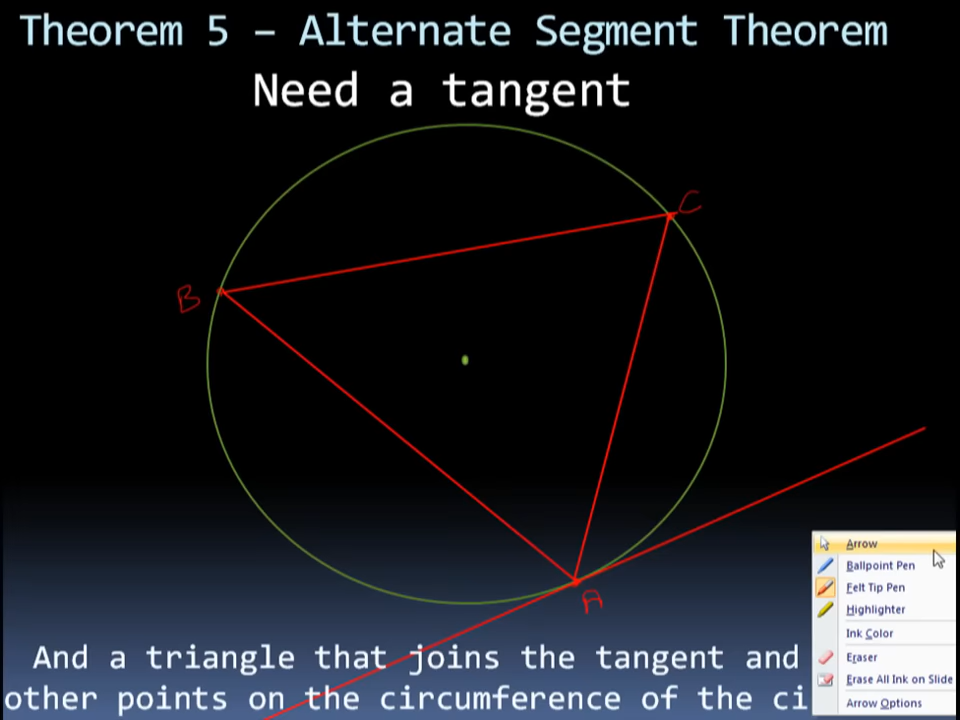 Theorem 5 – Alternate Segment Theorem
Need a tangent
C
B
A
And a triangle that joins the tangent and
other points on the circumference of the ci
Arrow
Ballpoint Pen
Felt Tip Pen
Highlighter
Ink Color
Eraser
Erase All Ink on Slide
Arrow Options